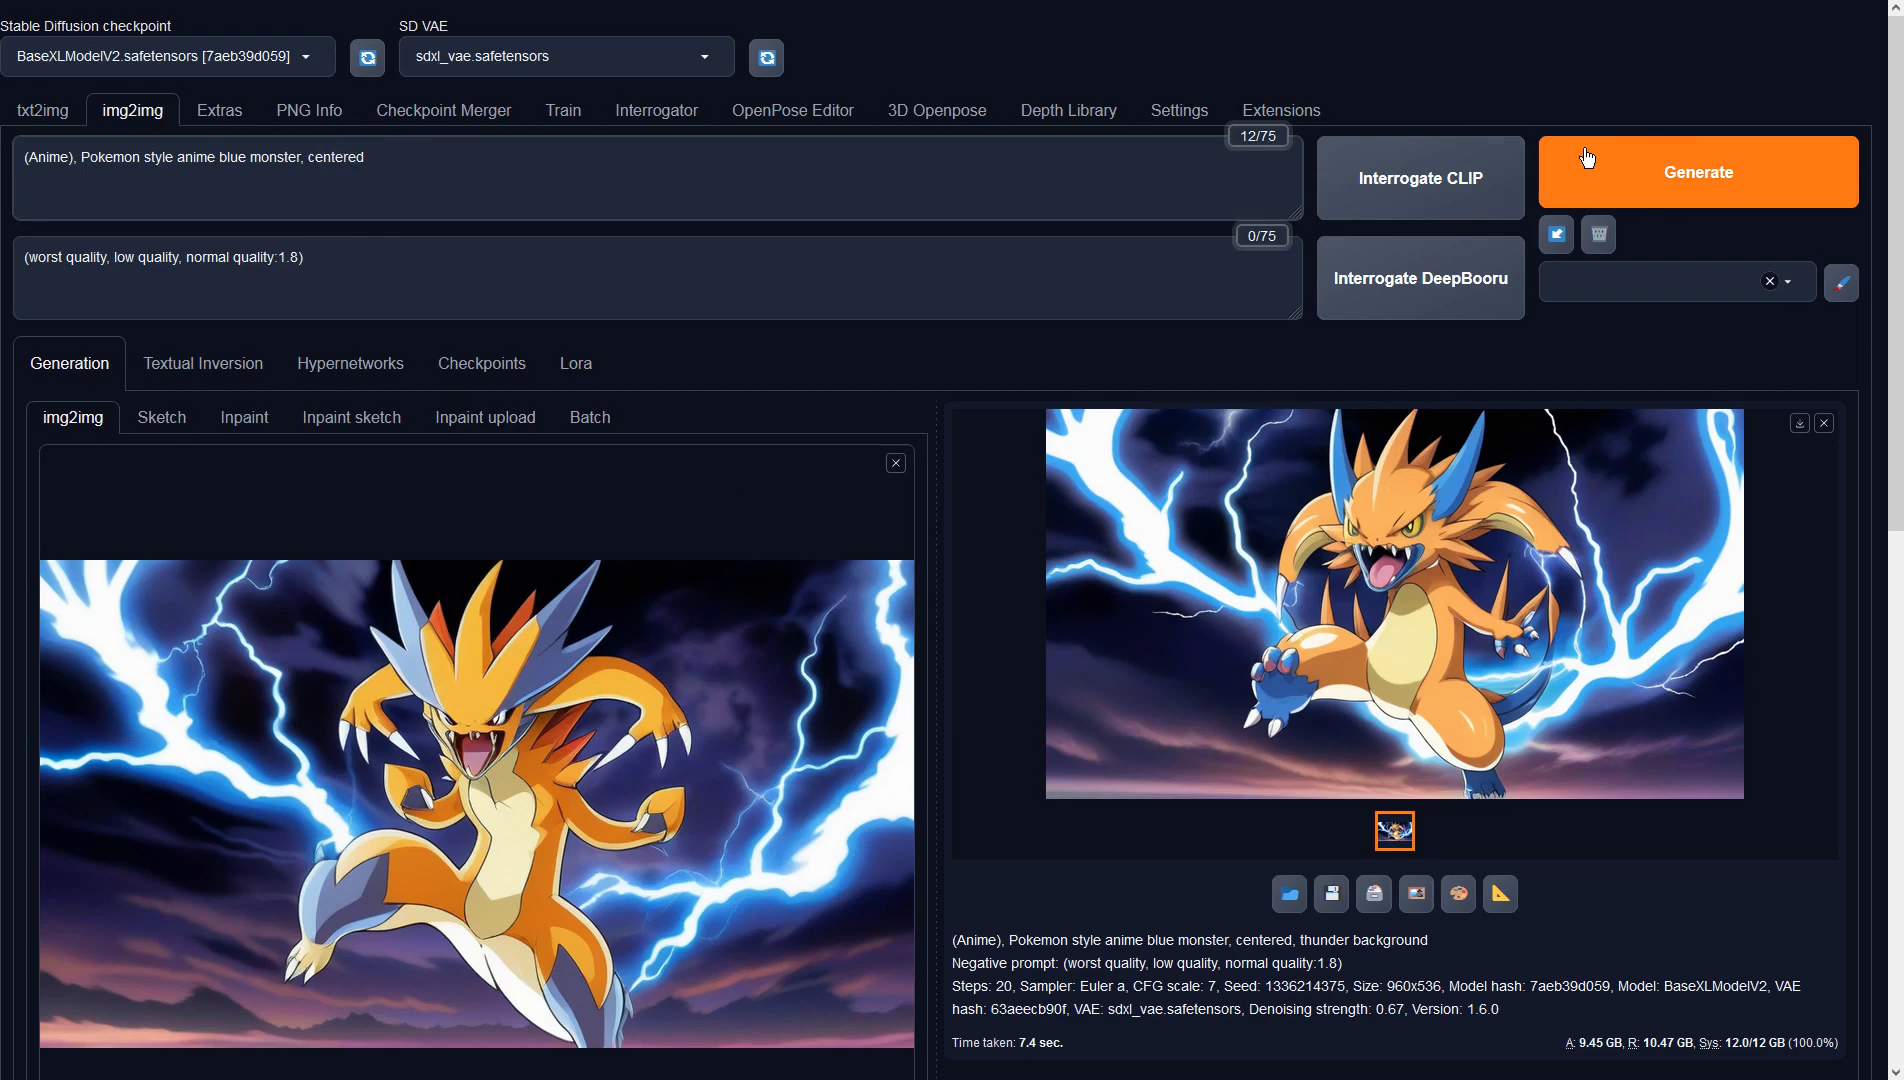 Stable Diffusion checkpoint
SD VAE
BaseXLModelV2.safetensors [7aeb39d059]
sdxl_vae.safetensors
txt2img
img2img
Extras
PNG Info
Checkpoint Merger
Train
Interrogator
OpenPose Editor
3D Openpose
Depth Library
Settings
Extensions
12/75
(Anime), Pokemon style anime blue monster, centered
Interrogate CLIP
Generate
0/75
(worst quality, low quality, normal quality:1.8)
Interrogate DeepBooru
Generation
Textual Inversion
Hypernetworks
Checkpoints
Lora
img2img
Sketch
Inpaint
Inpaint sketch
Inpaint upload
Batch
(Anime), Pokemon style anime blue monster, centered, thunder background
Negative prompt: (worst quality, low quality, normal quality:1.8)
Steps: 20, Sampler: Euler a, CFG scale: 7, Seed: 1336214375, Size: 960x536, Model hash: 7aeb39d059, Model: BaseXLModelV2, VAE
hash: 63aeecb90f, VAE: sdxl_vae.safetensors, Denoising strength: 0.67, Version: 1.6.0
Time taken: 7.4 sec.
A: 9.45 GB, R: 10.47 GB, Sys: 12.0/12 GB (100.0%)